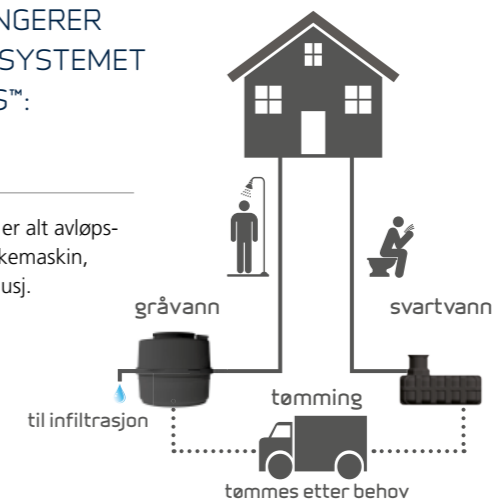 NGERER
SYSTEMET
S™:
er alt avløps-
kemaskin,
usj.
gråvann
svartvann
til infiltrasjon
tømming
tømmes etter behov